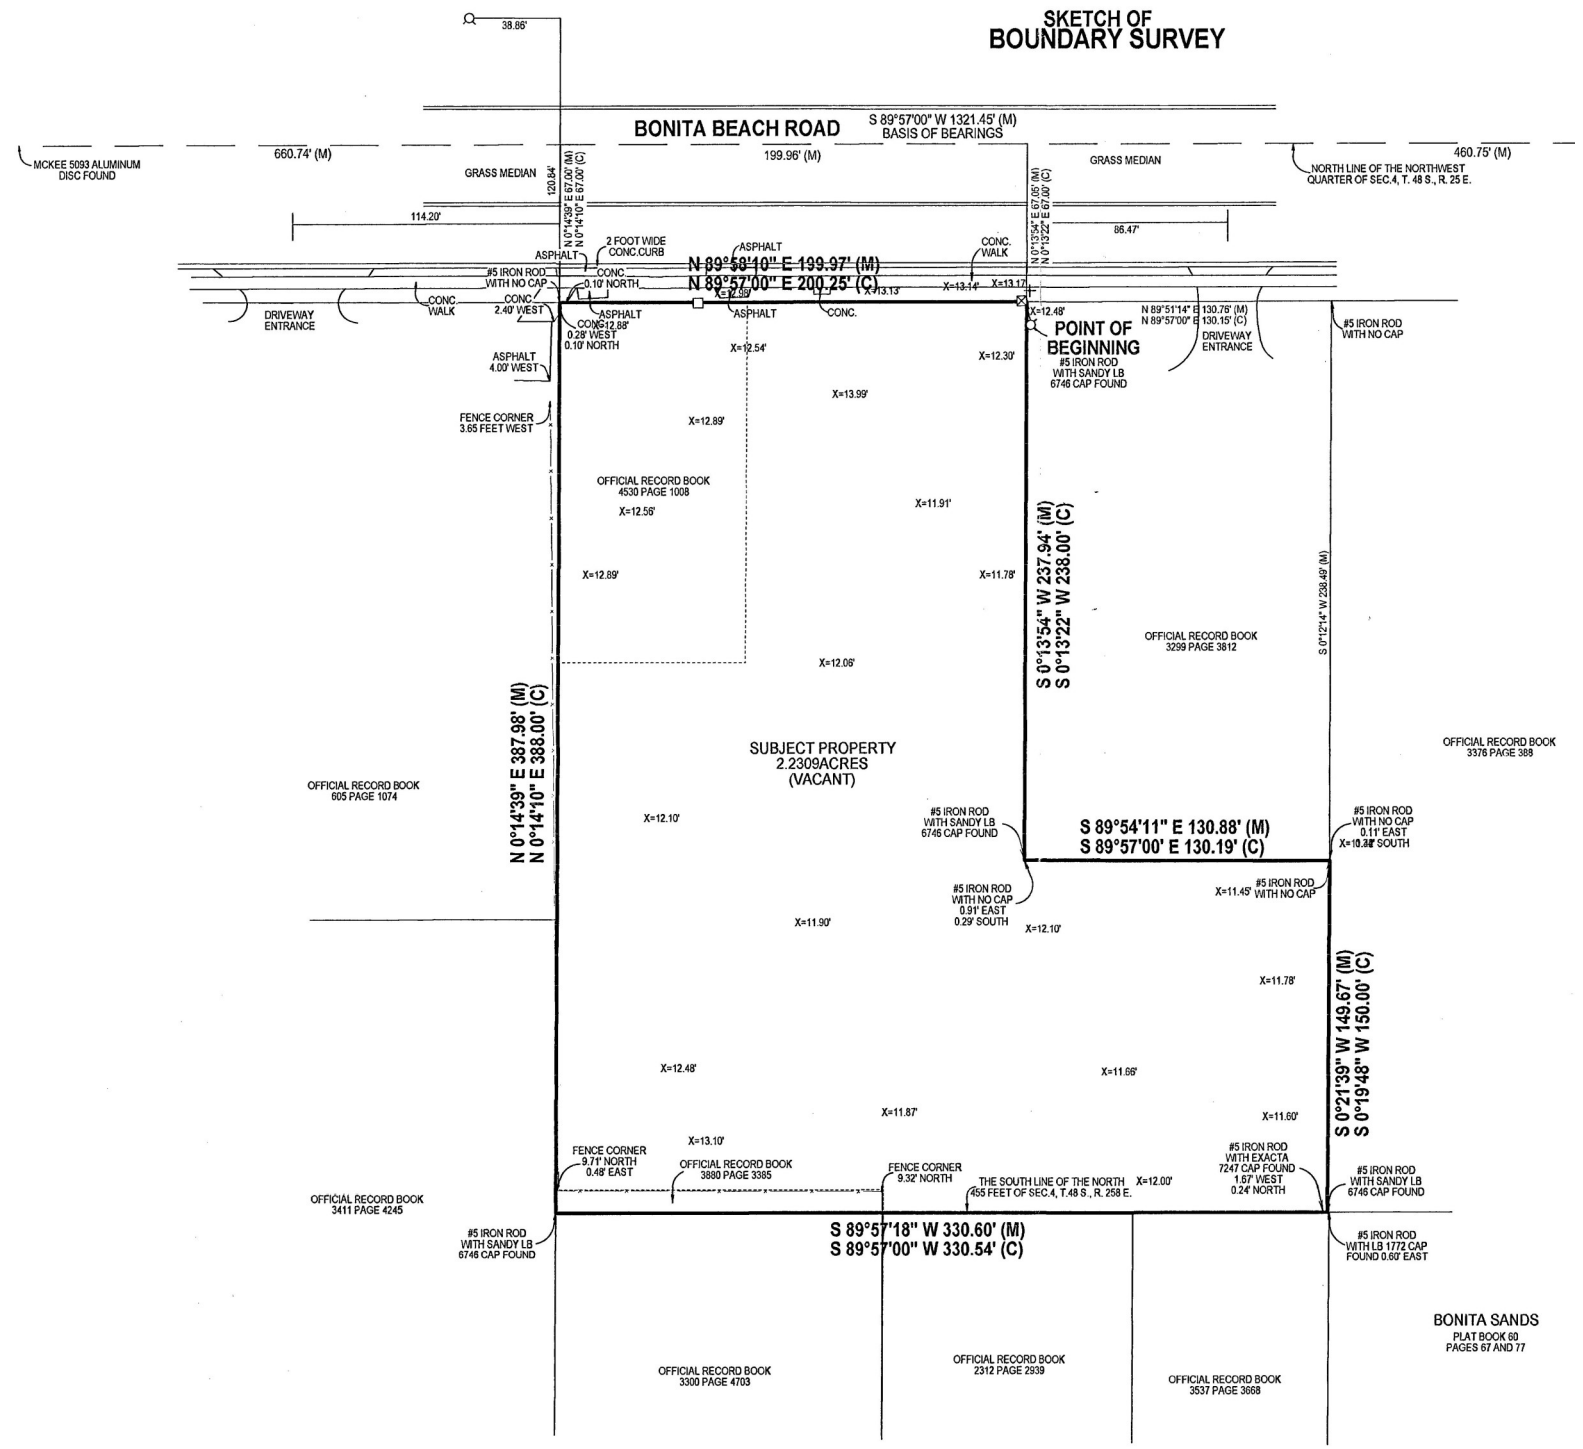 SKETCH OF
BOUNDARY SURVEY
38.86'
BONITA BEACH ROAD
S 89°57'00" W 1321.45' (M)
BASIS OF BEARINGS
660.74' (M)
199.96' (M)
460.75' (M)
MCKEE 5093 ALUMINUM
DISC FOUND
GRASS MEDIAN
GRASS MEDIAN
NORTH LINE OF THE NORTHWEST
QUARTER OF SEC.4, T. 48 S., R. 25 E.
120.84'
N 0°14'39" E 67.00' (M)
N 0°14'10" E 67.00' (C)
N 0°13'54" E 67.05' (M)
N 0°13'22" E 67.00' (C)
114.20'
86.47'
2 FOOT WIDE
CONC.CURB
ASPHALT
ASPHALT
CONC.
WALK
N 89°58'10" E 199.97' (M)
N 89°57'00" E 200.25' (C)
#5 IRON ROD
WITH NO CAP
CONC.
0.10' NORTH
X=12.98'
X=13.13'
X=13.14'
X=13.17'
CONC.
WALK
CONC.
2.40' WEST
CONC.
0.28' WEST
0.10' NORTH
ASPHALT
X=12.88'
ASPHALT
CONC.
X=12.48'
N 89°51'14" E 130.76' (M)
N 89°57'00" E 130.15' (C)
DRIVEWAY
ENTRANCE
DRIVEWAY
ENTRANCE
#5 IRON ROD
WITH NO CAP
POINT OF
BEGINNING
#5 IRON ROD
WITH SANDY LB
6746 CAP FOUND
ASPHALT
4.00' WEST
X=12.54'
X=12.30'
X=13.99'
FENCE CORNER
3.65 FEET WEST
X=12.89'
OFFICIAL RECORD BOOK
4530 PAGE 1008
X=12.56'
X=11.91'
X=12.89'
X=11.78'
S 0°13'54" W 237.94' (M)
S 0°13'22" W 238.00' (C)
S 0°12'14" W 238.49' (M)
OFFICIAL RECORD BOOK
3299 PAGE 3812
X=12.06'
N 0°14'39" E 387.98' (M)
N 0°14'10" E 388.00' (C)
SUBJECT PROPERTY
2.2309ACRES
(VACANT)
OFFICIAL RECORD BOOK
3376 PAGE 388
OFFICIAL RECORD BOOK
605 PAGE 1074
X=12.10'
#5 IRON ROD
WITH SANDY LB
6746 CAP FOUND
S 89°54'11" E 130.88' (M)
S 89°57'00' E 130.19' (C)
#5 IRON ROD
WITH NO CAP
0.11' EAST
SOUTH
#5 IRON ROD
WITH NO CAP
0.91' EAST
0.29' SOUTH
X=11.45'
#5 IRON ROD
WITH NO CAP
X=11.90'
X=12.10'
X=11.78'
S 0°21'39" W 149.67' (M)
S 0°19'48" W 150.00' (C)
X=12.48'
X=11.66'
X=11.87'
X=11.60'
X=13.10'
FENCE CORNER
9.71' NORTH
0.48' EAST
OFFICIAL RECORD BOOK
3880 PAGE 3385
FENCE CORNER
9.32' NORTH
THE SOUTH LINE OF THE NORTH
455 FEET OF SEC.4, T.48 S., R. 258 E.
X=12.00'
#5 IRON ROD
WITH EXACTA
7247 CAP FOUND
1.67' WEST
0.24' NORTH
#5 IRON ROD
WITH SANDY LB
6746 CAP FOUND
OFFICIAL RECORD BOOK
3411 PAGE 4245
#5 IRON ROD
WITH SANDY LB
6746 CAP FOUND
S 89°57'18" W 330.60' (M)
S 89°57'00" W 330.54' (C)
#5 IRON ROD
WITH LB 1772 CAP
FOUND 0.60' EAST
BONITA SANDS
PLAT BOOK 60
PAGES 67 AND 77
OFFICIAL RECORD BOOK
3300 PAGE 4703
OFFICIAL RECORD BOOK
2312 PAGE 2939
OFFICIAL RECORD BOOK
3537 PAGE 3668